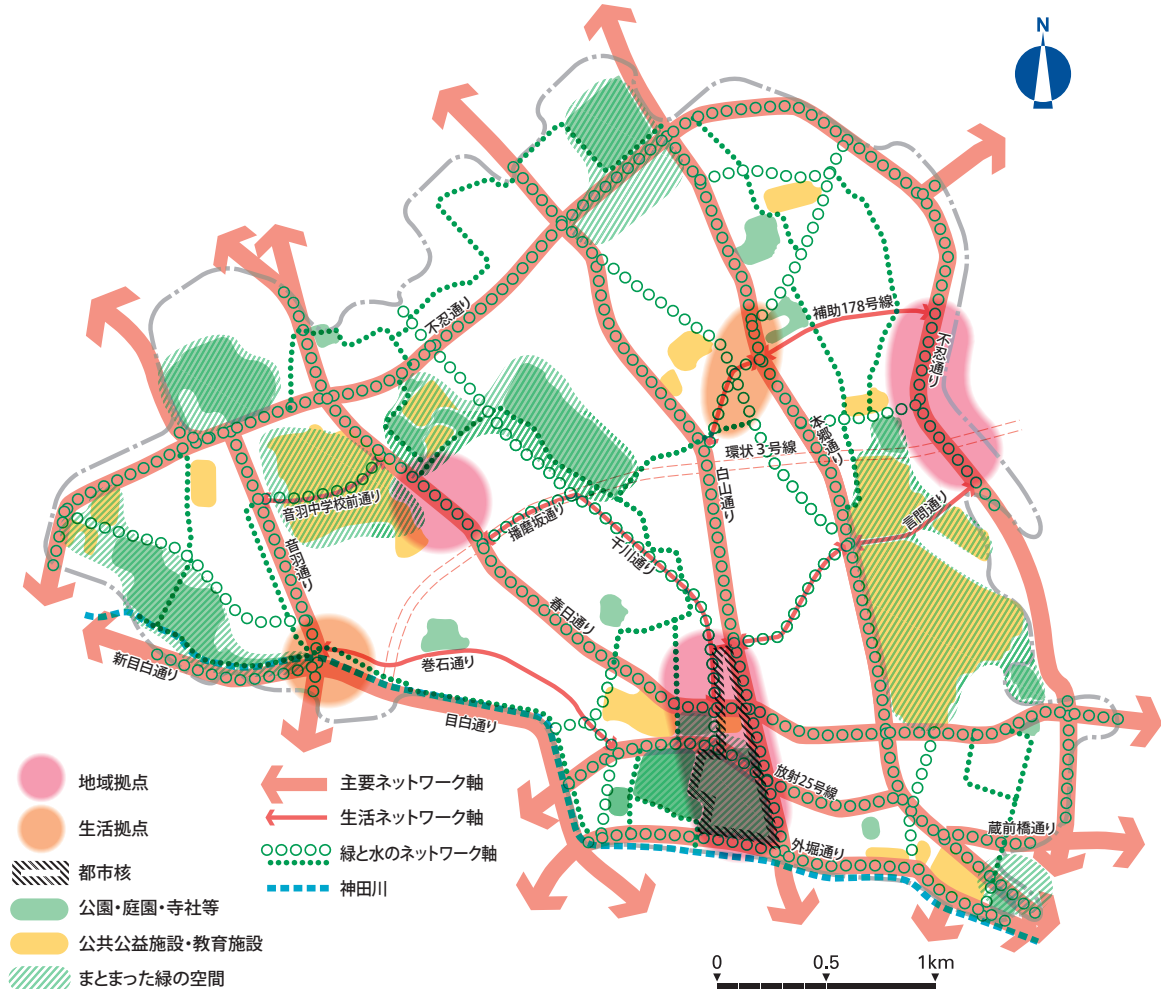 N
不忍通り
補助178号線
不忍通り
本郷通り
環状3号線
白山通り
音羽中学校前通り
播磨坂通り
言問通り
千川通り
音羽通り
春日通り
巻石通り
新目白通り
目白通り
放射25号線
外堀通り
蔵前橋通り
地域拠点
生活拠点
都市核
公園・庭園・寺社等
公共公益施設・教育施設
まとまった緑の空間
主要ネットワーク軸
生活ネットワーク軸
緑と水のネットワーク軸
神田川
0 0.5 1km